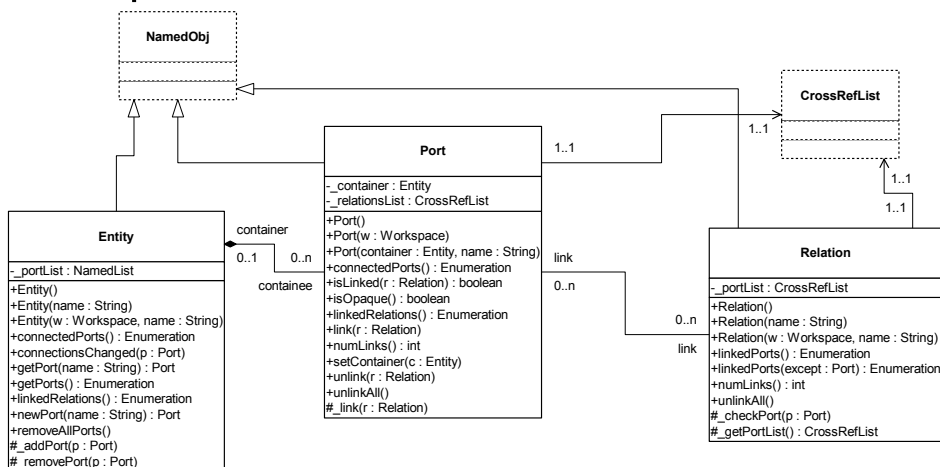 NamedObj
CrossRefList
1..1
1..1
1..1
1..1
Port
-_container : Entity
-_relationsList : CrossRefList
+Port()
+Port(w : Workspace)
+Port(container : Entity, name : String)
+connectedPorts() : Enumeration
+isLinked(r : Relation) : boolean
+isOpaque() : boolean
+linkedRelations() : Enumeration
+link(r : Relation)
+numLinks() : int
+setContainer(c : Entity)
+unlink(r : Relation)
+unlinkAll()
#_link(r : Relation)
Entity
-_portList : NamedList
+Entity()
+Entity(name : String)
+Entity(w : Workspace, name : String)
+connectedPorts() : Enumeration
+connectionsChanged(p : Port)
+getPort(name : String) : Port
+getPorts() : Enumeration
+linkedRelations() : Enumeration
+newPort(name : String) : Port
+removeAllPorts()
#_addPort(p : Port)
#_removePort(p : Port)
container
0..1
0..n
containee
link
0..n
0..n
link
Relation
-_portList : CrossRefList
+Relation()
+Relation(name : String)
+Relation(w : Workspace, name : String)
+linkedPorts() : Enumeration
+linkedPorts(except : Port) : Enumeration
+numLinks() : int
+unlinkAll()
#_checkPort(p : Port)
#_getPortList() : CrossRefList